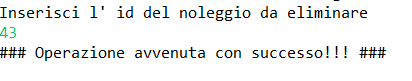 Inserisci l' id del noleggio da eliminare
43
### Operazione avvenuta con successo!!! ###